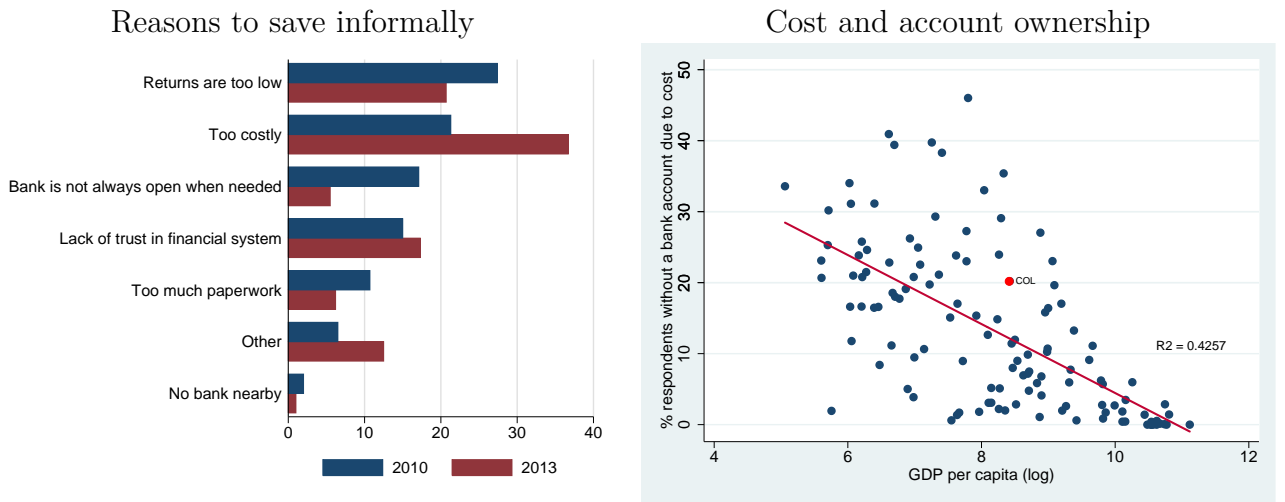 Reasons to save informally
Returns are too low
Too costly
Bank is not always open when needed
Lack of trust in financial system
Too much paperwork
Other
No bank nearby
0 10 20 30 40
2010 2013
Cost and account ownership
% respondents without a bank account due to cost
50
40
30
20
10
0
COL
R2 = 0.4257
4 6 8 10 12
GDP per capita (log)